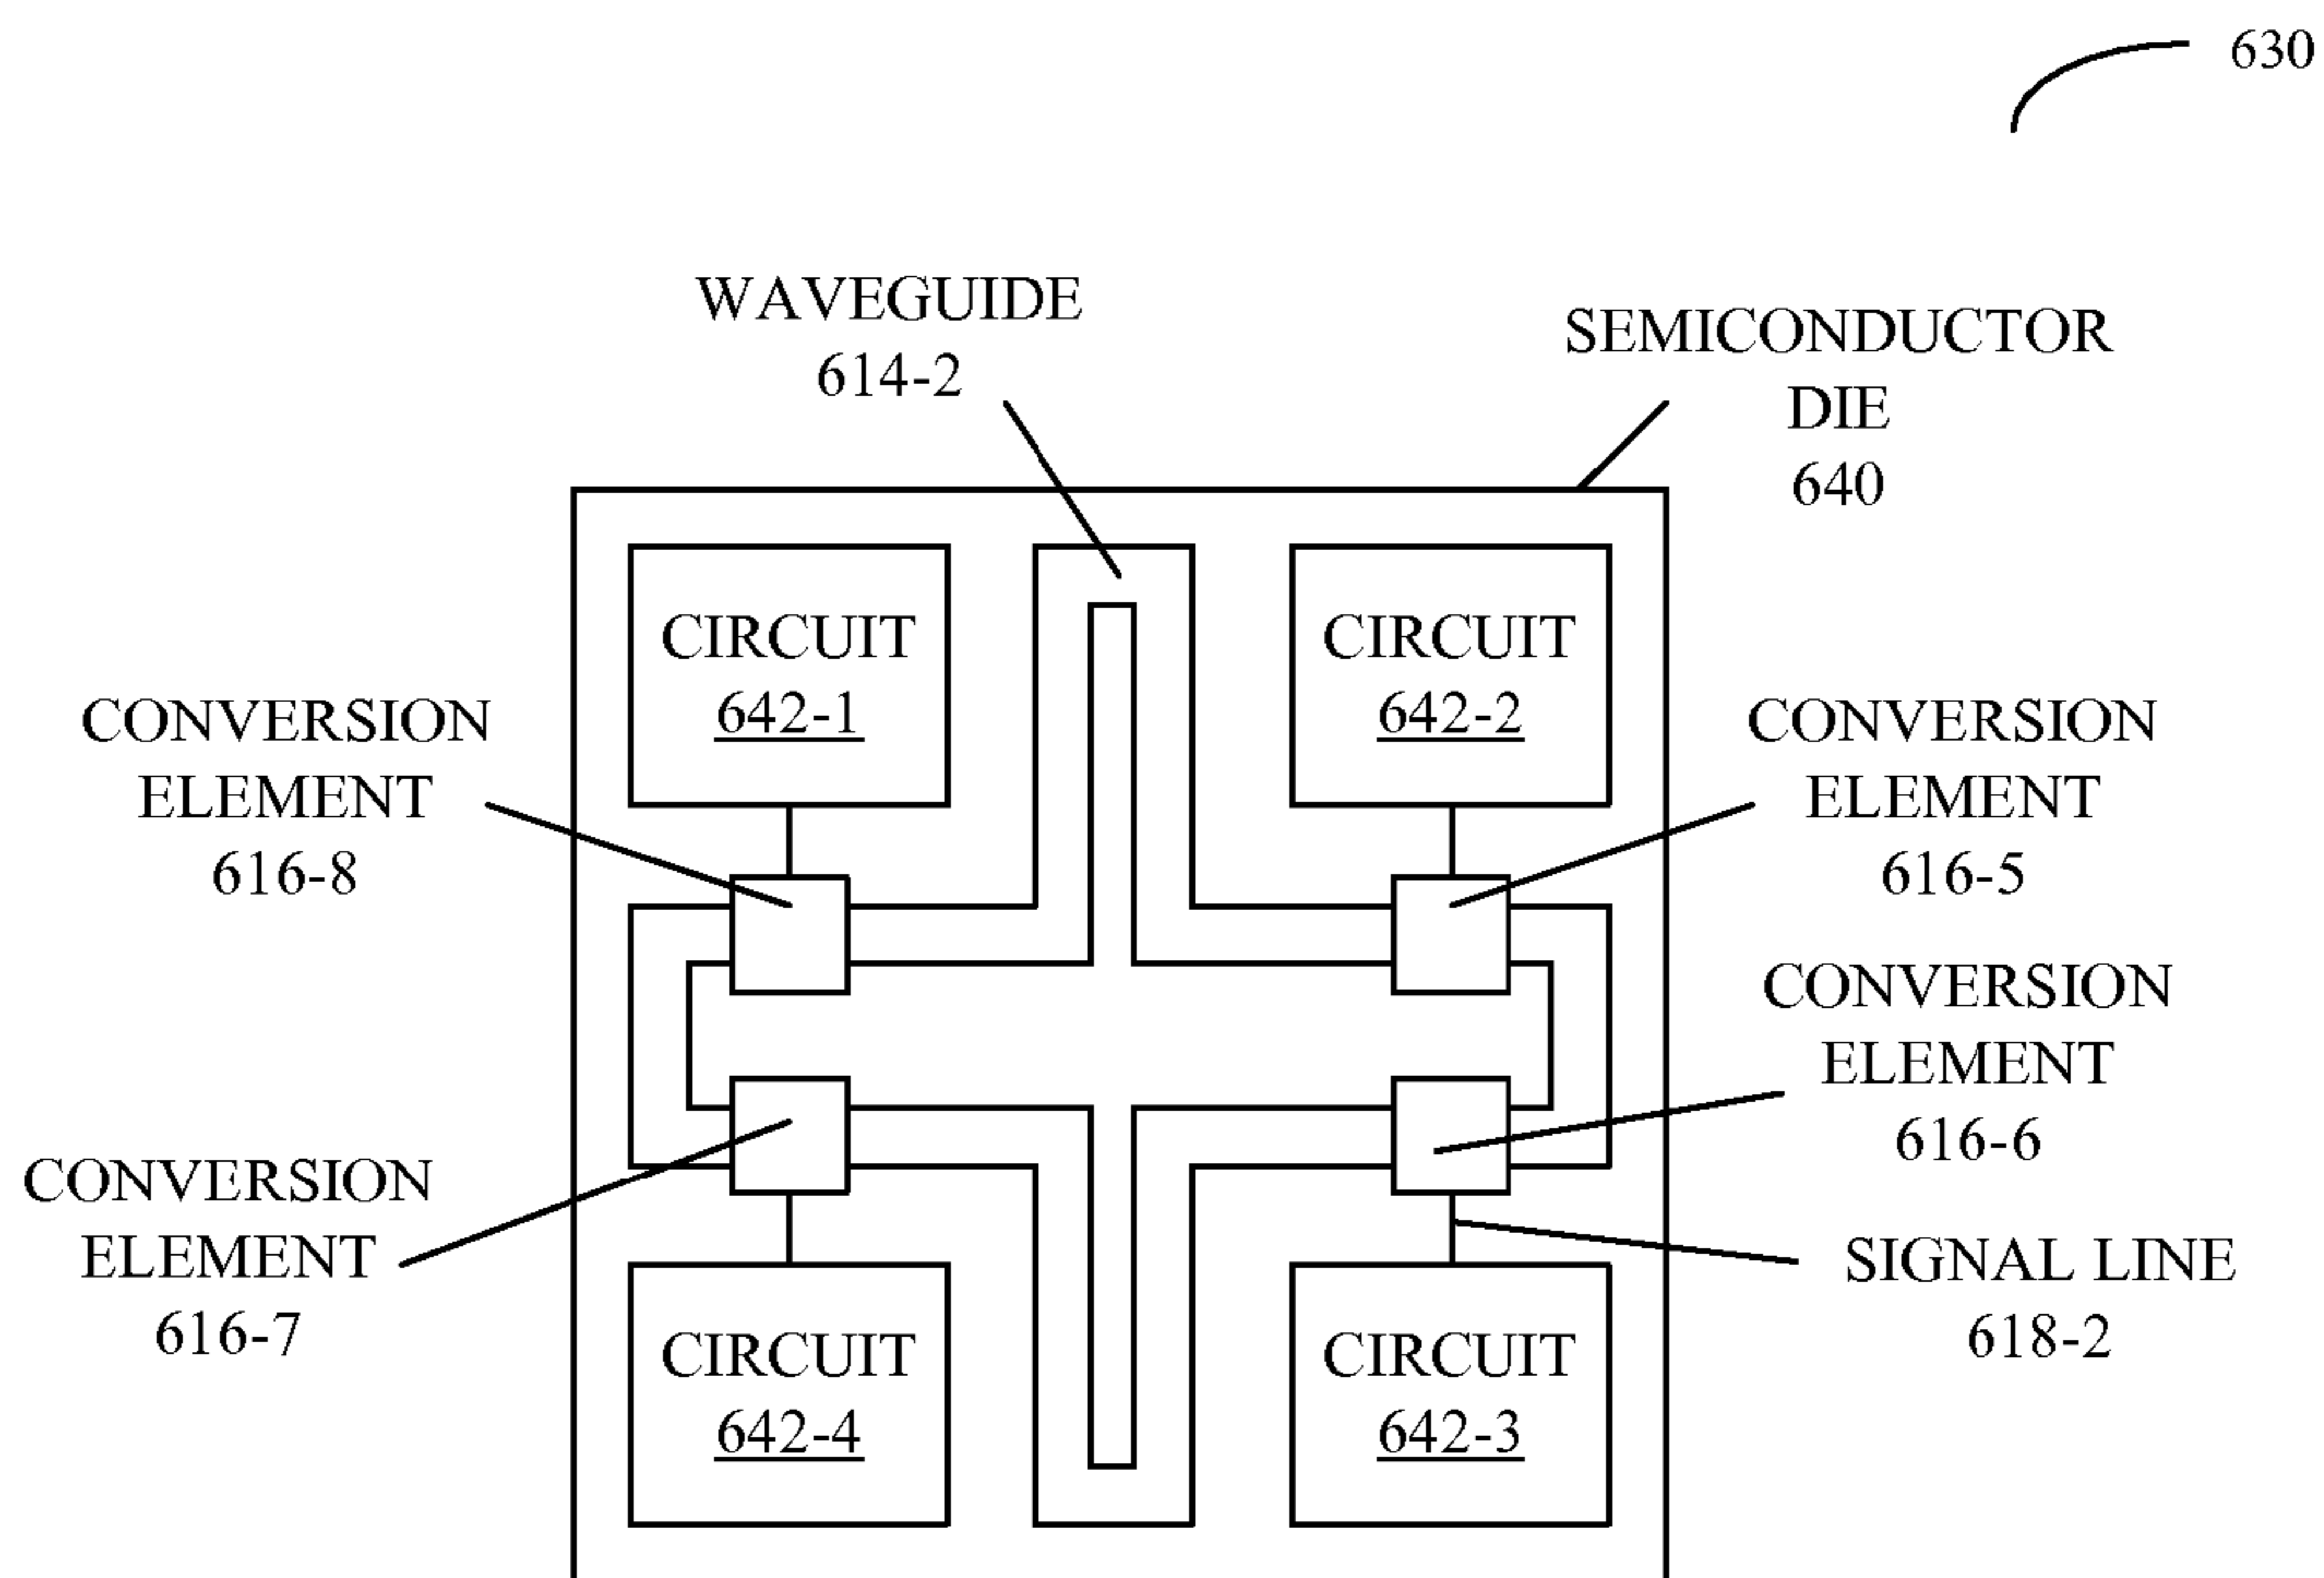 630
WAVEGUIDE
614-2
SEMICONDUCTOR
DIE
640
CIRCUIT
642-1
CIRCUIT
642-2
CONVERSION
ELEMENT
616-8
CONVERSION
ELEMENT
616-5
CONVERSION
ELEMENT
616-6
CONVERSION
ELEMENT
616-7
SIGNAL LINE
618-2
CIRCUIT
642-4
CIRCUIT
642-3